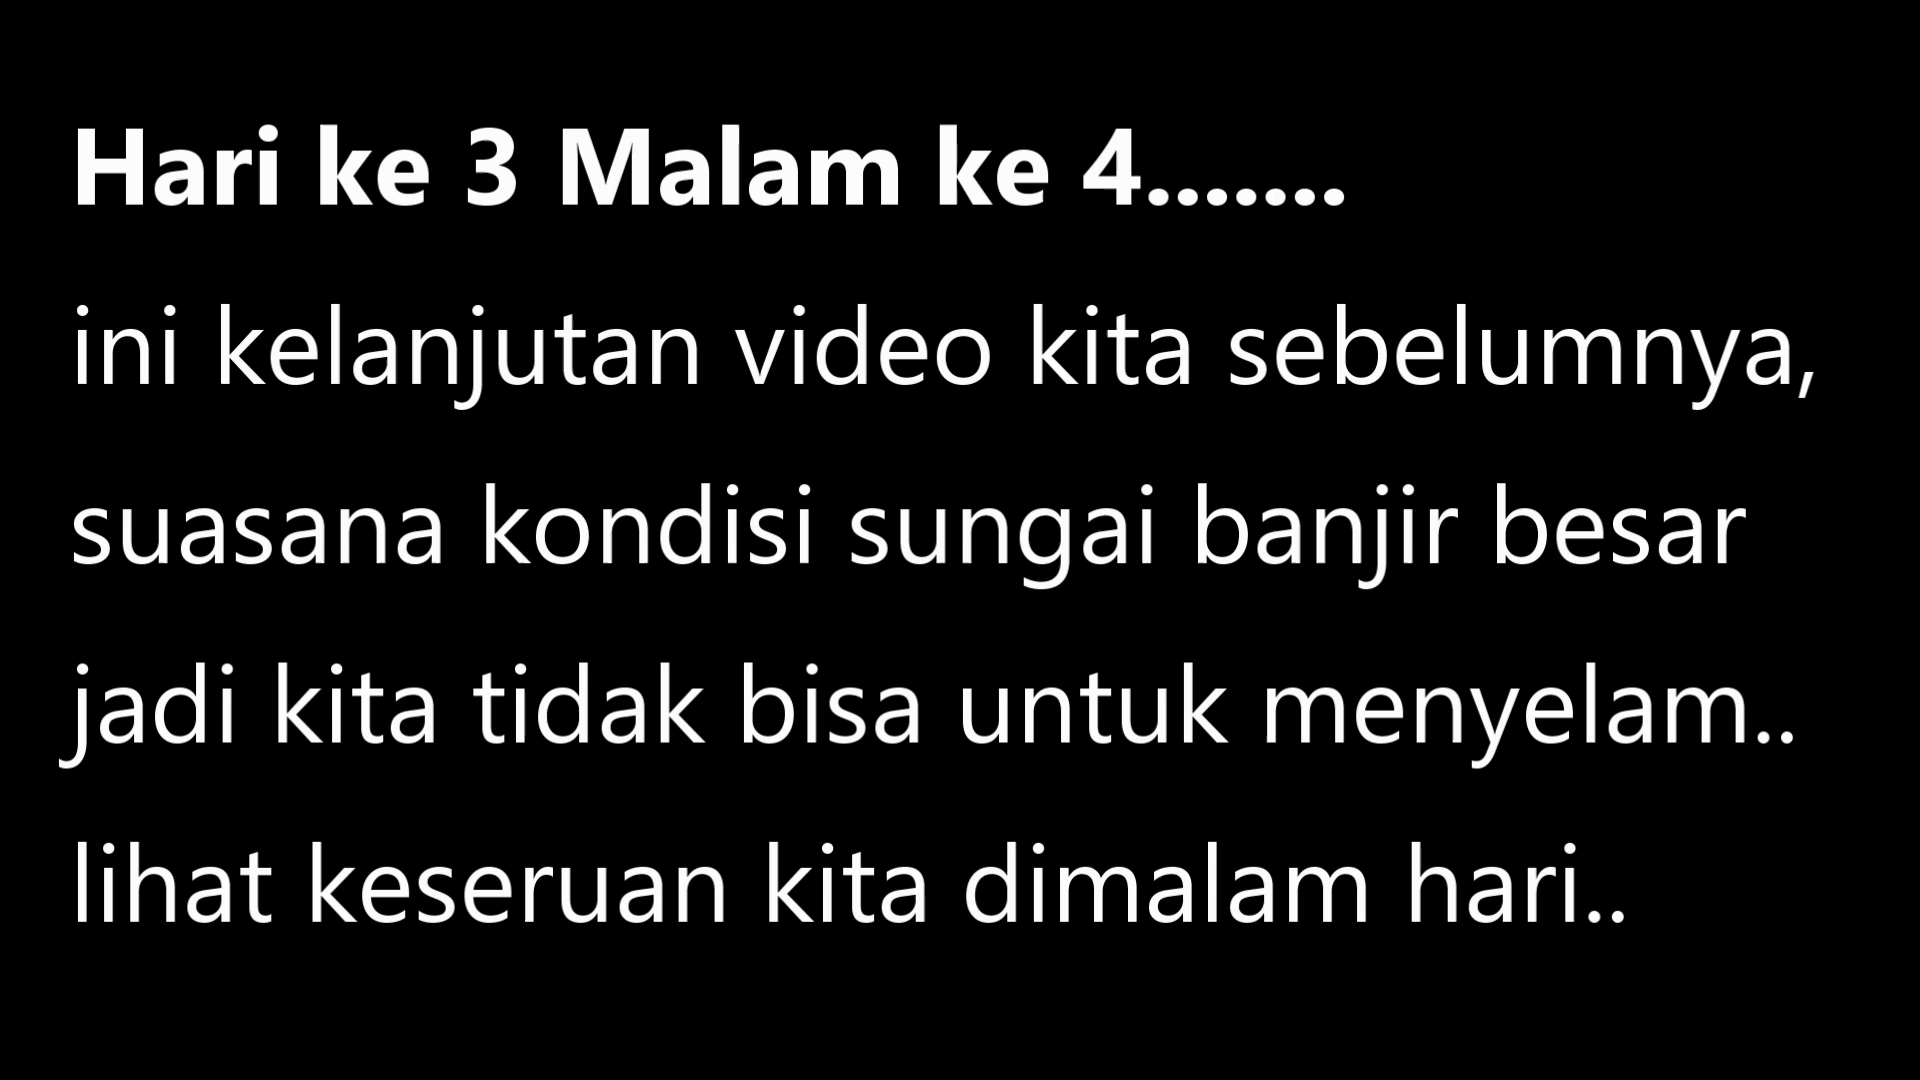 Hari ke 3 Malam ke 4.......
ini kelanjutan video kita sebelumnya,
suasana kondisi sungai banjir besar
jadi kita tidak bisa untuk menyelam..
lihat keseruan kita dimalam hari..